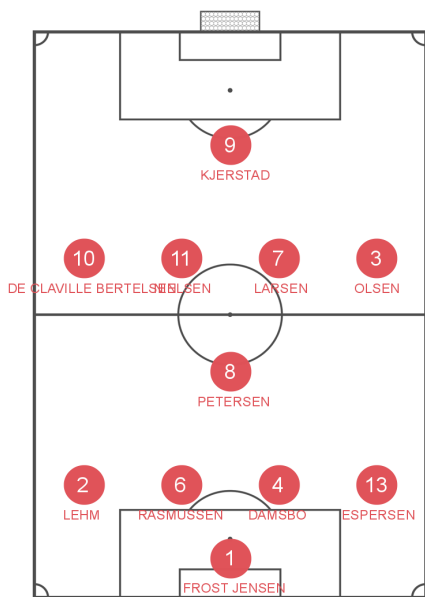 9
KJERSTAD
10 11 7 3
DE CLAVILLE BERTELSEN NIELSEN LARSEN OLSEN
8
PETERSEN
2 6 4 13
LEHM RASMUSSEN DAMSBO ESPERSEN
1
FROST JENSEN